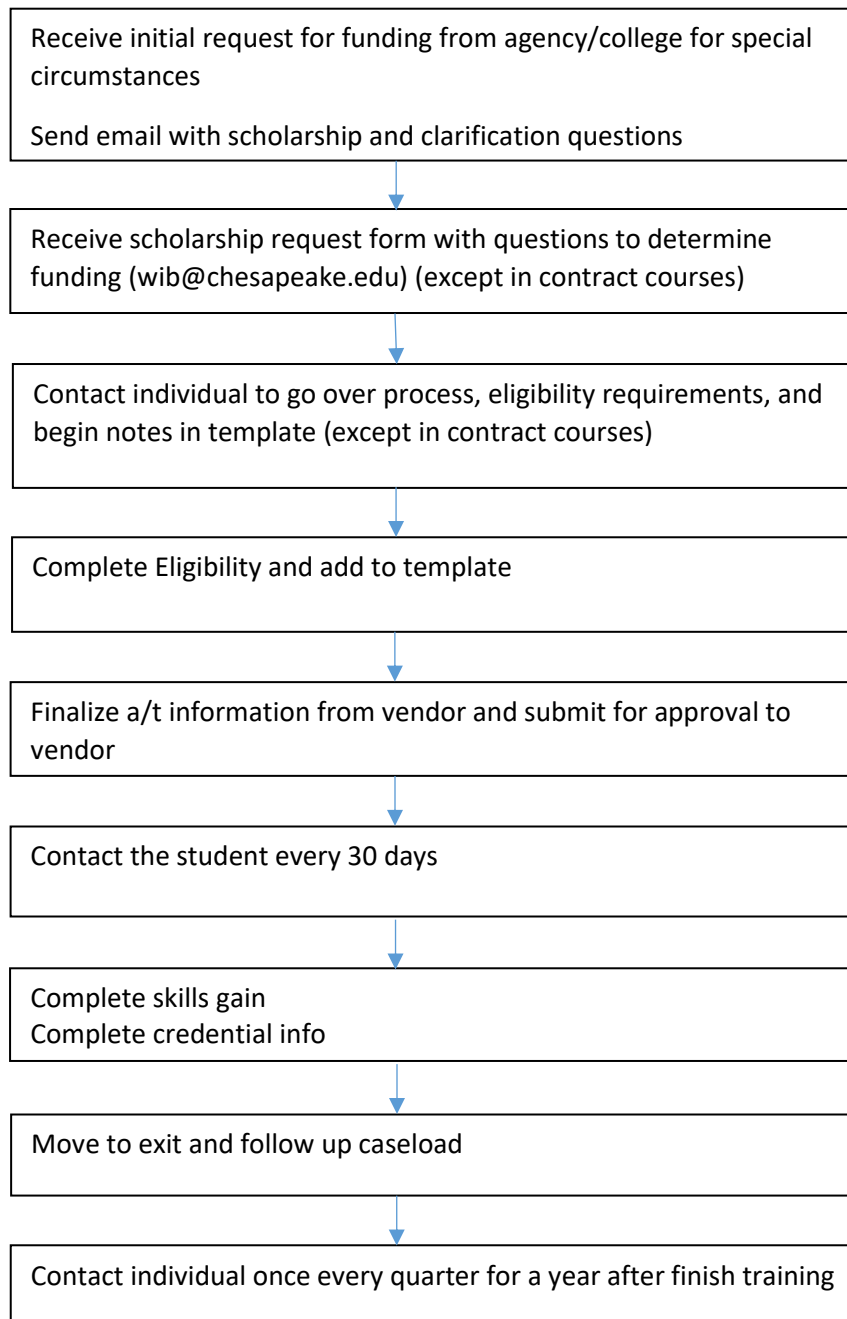 Receive initial request for funding from agency/college for special
circumstances
Send email with scholarship and clarification questions
Receive scholarship request form with questions to determine
funding (wib@chesapeake.edu) (except in contract courses)
Contact individual to go over process, eligibility requirements, and
begin notes in template (except in contract courses)
Complete Eligibility and add to template
Finalize a/t information from vendor and submit for approval to
vendor
Contact the student every 30 days
Complete skills gain
Complete credential info
Move to exit and follow up caseload
Contact individual once every quarter for a year after finish training